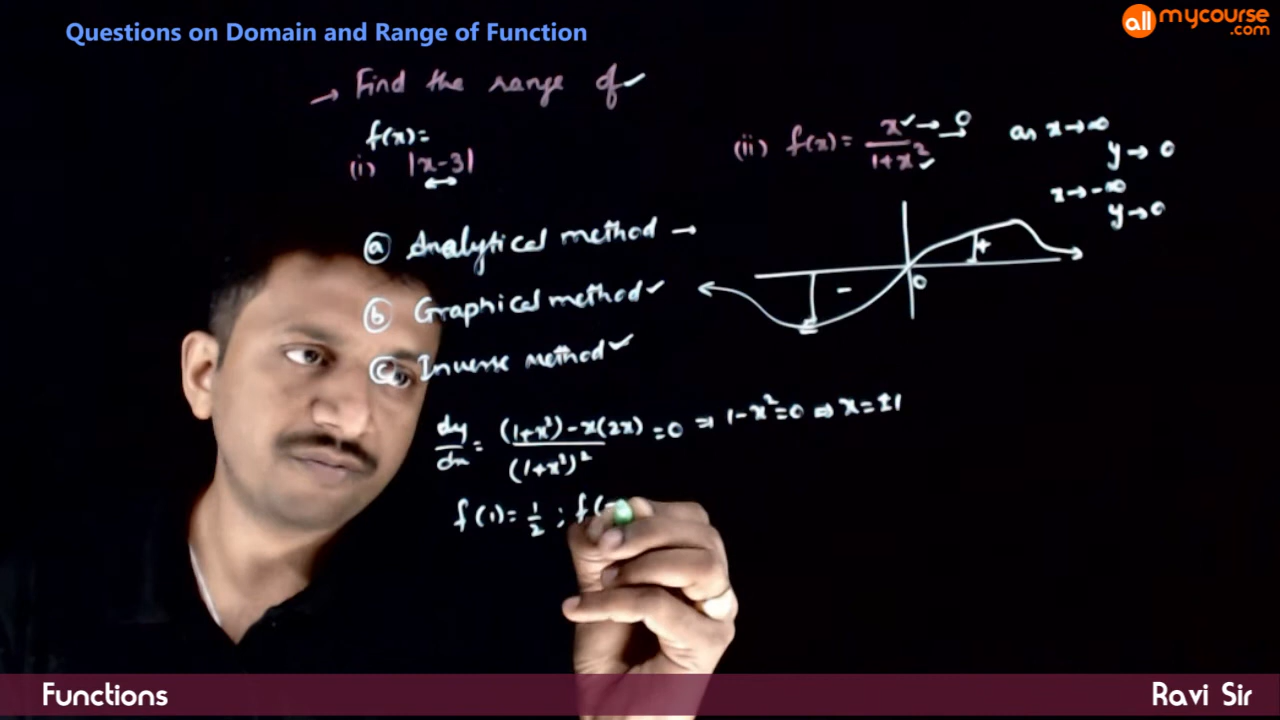 Questions on Domain and Range of Function
all mycourse .com
→ Find the range of ✓
f(x)=
(i) |x-3|
(ii) f(x) = x/(1+x²) → 0
as x→∞
y→0
x→-∞
y→0
ⓐ Analytical method →
ⓑ Graphical method ✓
ⓒ Inverse method ✓
+
-
0
dy/dx = ((1+x²)-x(2x))/(1+x²)² = 0 ⇒ 1-x²=0 ⇒ x=±1
f(1)=1/2 ; f(-
Functions
Ravi Sir